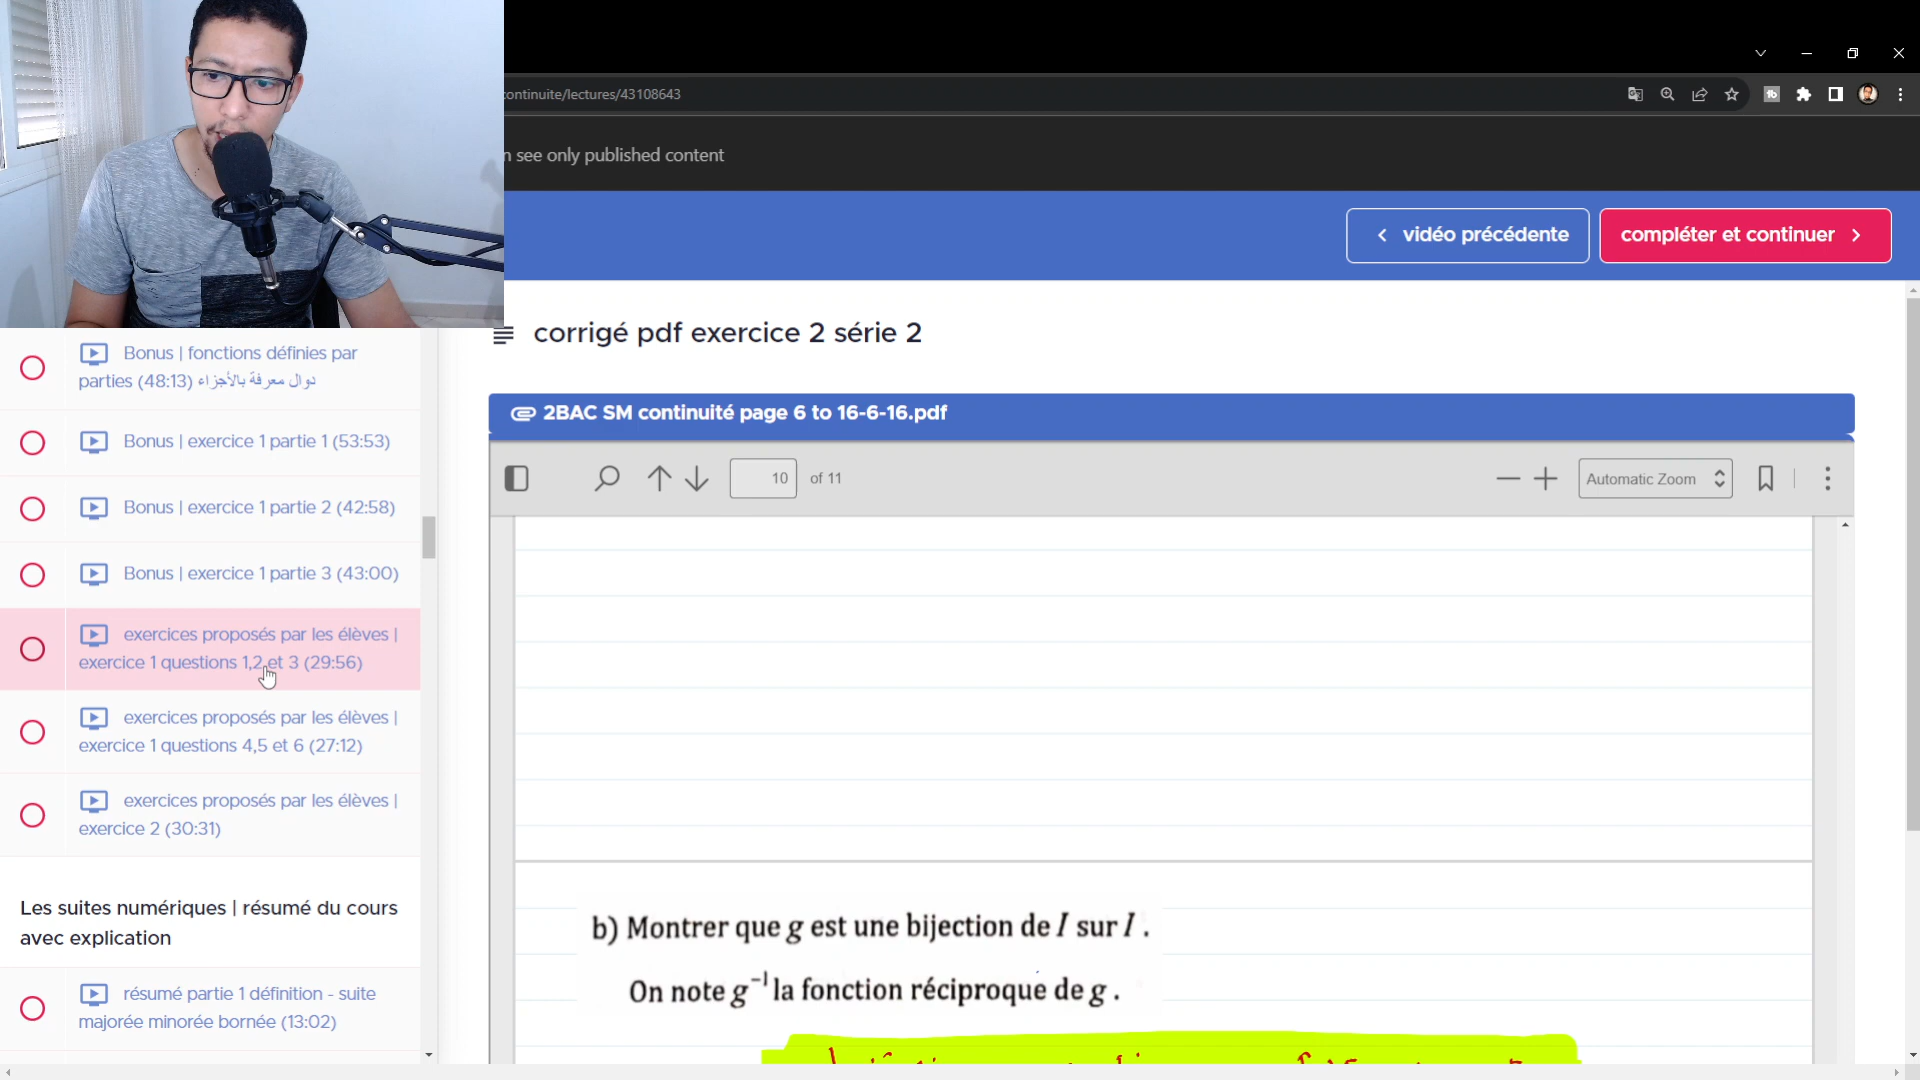 continuite/lectures/43108643
n see only published content
vidéo précédente
compléter et continuer
corrigé pdf exercice 2 série 2
2BAC SM continuité page 6 to 16-6-16.pdf
10 of 11
Automatic Zoom
Bonus | fonctions définies par
parties (48:13) دوال معرفة بالأجزاء
Bonus | exercice 1 partie 1 (53:53)
Bonus | exercice 1 partie 2 (42:58)
Bonus | exercice 1 partie 3 (43:00)
exercices proposés par les élèves |
exercice 1 questions 1,2 et 3 (29:56)
exercices proposés par les élèves |
exercice 1 questions 4,5 et 6 (27:12)
exercices proposés par les élèves |
exercice 2 (30:31)
Les suites numériques | résumé du cours
avec explication
résumé partie 1 définition - suite
majorée minorée bornée (13:02)
b) Montrer que g est une bijection de I sur I .
On note g⁻¹ la fonction réciproque de g .